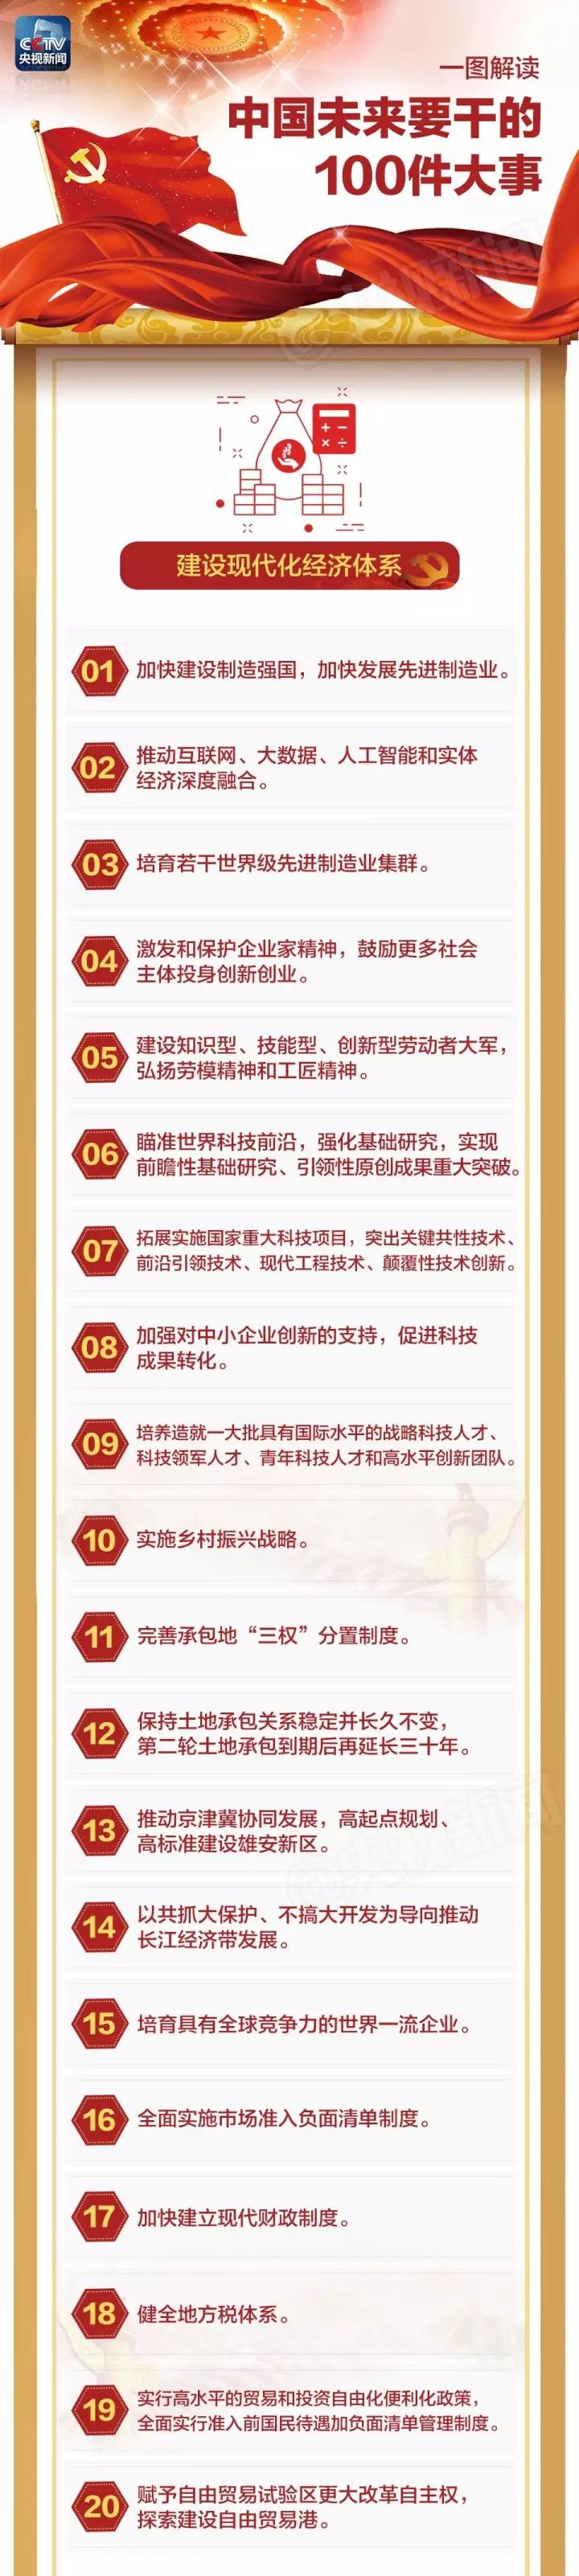 CCTV
央视新闻
一图解读
中国未来要干的
100件大事
建设现代化经济体系
01 加快建设制造强国，加快发展先进制造业。
02 推动互联网、大数据、人工智能和实体
经济深度融合。
03 培育若干世界级先进制造业集群。
04 激发和保护企业家精神，鼓励更多社会
主体投身创新创业。
05 建设知识型、技能型、创新型劳动者大军，
弘扬劳模精神和工匠精神。
06 瞄准世界科技前沿，强化基础研究，实现
前瞻性基础研究、引领性原创成果重大突破。
07 拓展实施国家重大科技项目，突出关键共性技术、
前沿引领技术、现代工程技术、颠覆性技术创新。
08 加强对中小企业创新的支持，促进科技
成果转化。
09 培养造就一大批具有国际水平的战略科技人才、
科技领军人才、青年科技人才和高水平创新团队。
10 实施乡村振兴战略。
11 完善承包地“三权”分置制度。
12 保持土地承包关系稳定并长久不变，
第二轮土地承包到期后再延长三十年。
13 推动京津冀协同发展，高起点规划、
高标准建设雄安新区。
14 以共抓大保护、不搞大开发为导向推动
长江经济带发展。
15 培育具有全球竞争力的世界一流企业。
16 全面实施市场准入负面清单制度。
17 加快建立现代财政制度。
18 健全地方税体系。
19 实行高水平的贸易和投资自由化便利化政策，
全面实行准入前国民待遇加负面清单管理制度。
20 赋予自由贸易试验区更大改革自主权，
探索建设自由贸易港。